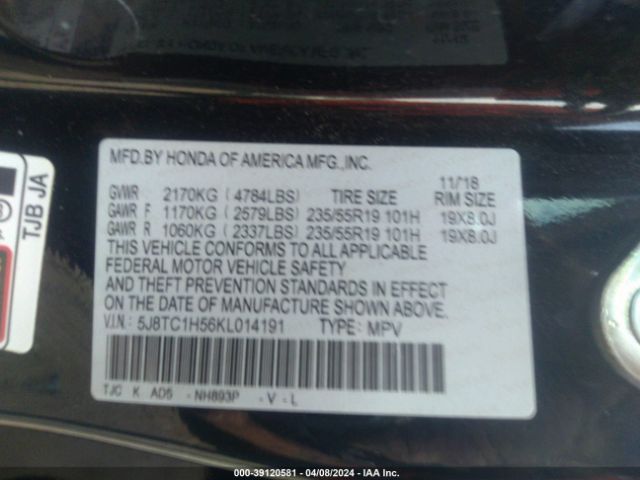 MFD.BY HONDA OF AMERICA MFG.,INC.
11/18
GVWR 2170KG ( 4784LBS) TIRE SIZE RIM SIZE
GAWR F 1170KG ( 2579LBS) 235/55R19 101H 19X8.0J
GAWR R 1060KG ( 2337LBS) 235/55R19 101H 19X8.0J
THIS VEHICLE CONFORMS TO ALL APPLICABLE
FEDERAL MOTOR VEHICLE SAFETY
AND THEFT PREVENTION STANDARDS IN EFFECT
ON THE DATE OF MANUFACTURE SHOWN ABOVE.
V.I.N.: 5J8TC1H56KL014191 TYPE: MPV
TJC K AD5 - NH893P - V - L
TJB JA
000-39120581 - 04/08/2024 - IAA Inc.